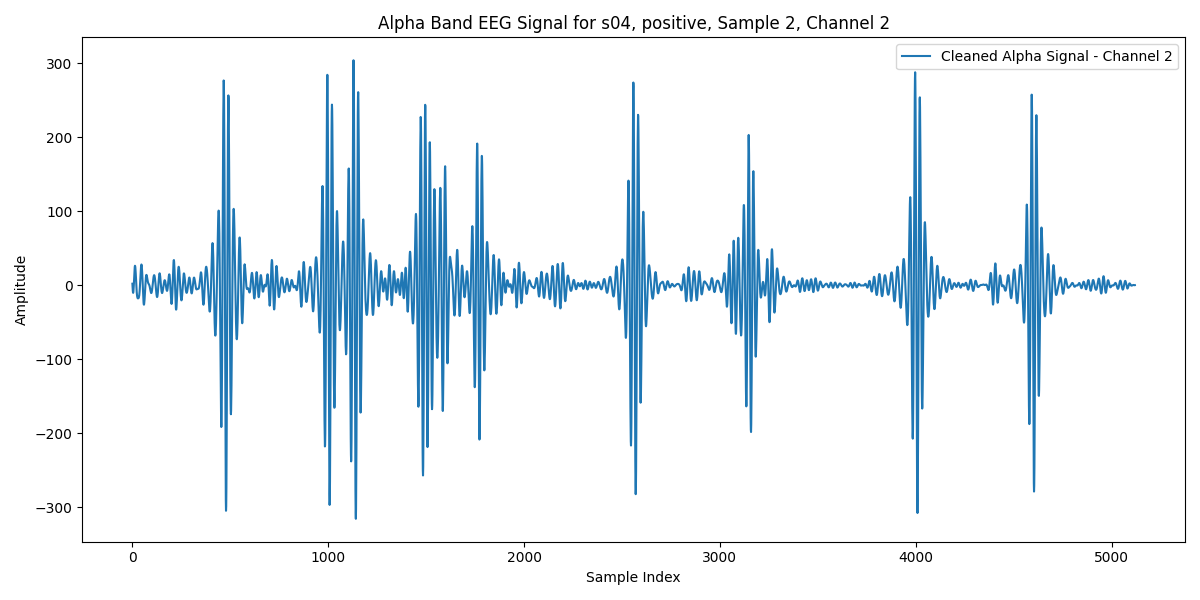 Alpha Band EEG Signal for s04, positive, Sample 2, Channel 2
Cleaned Alpha Signal - Channel 2
300
200
100
0
−100
−200
−300
Amplitude
0 1000 2000 3000 4000 5000
Sample Index